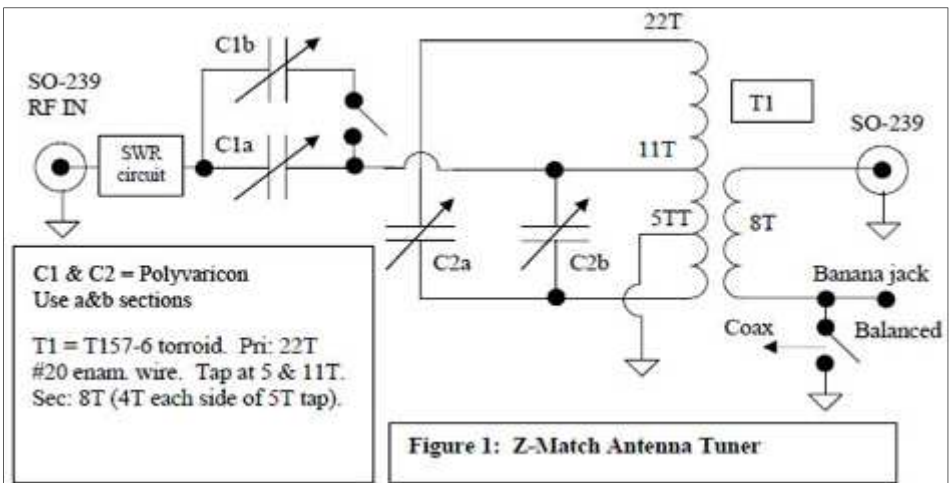 22T
C1b
SO-239
RF IN
T1
SO-239
C1a
11T
SWR
circuit
5TT
8T
C2a
C2b
Banana jack
Coax
Balanced
C1 & C2 = Polyvaricon
Use a&b sections
T1 = T157-6 torroid. Pri: 22T
#20 enam. wire. Tap at 5 & 11T.
Sec: 8T (4T each side of 5T tap).
Figure 1: Z-Match Antenna Tuner